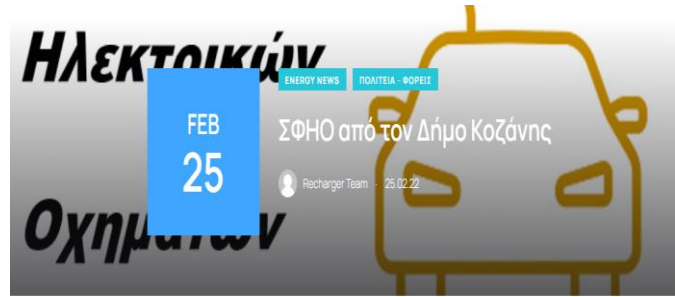 Ηλεκτρικών
ENERGY NEWS
ΠΟΛΙΤΕΙΑ – ΦΟΡΕΙΣ
FEB
25
ΣΦΗΟ από τον Δήμο Κοζάνης
Recharger Team · 25.02.22
Οχημάτων